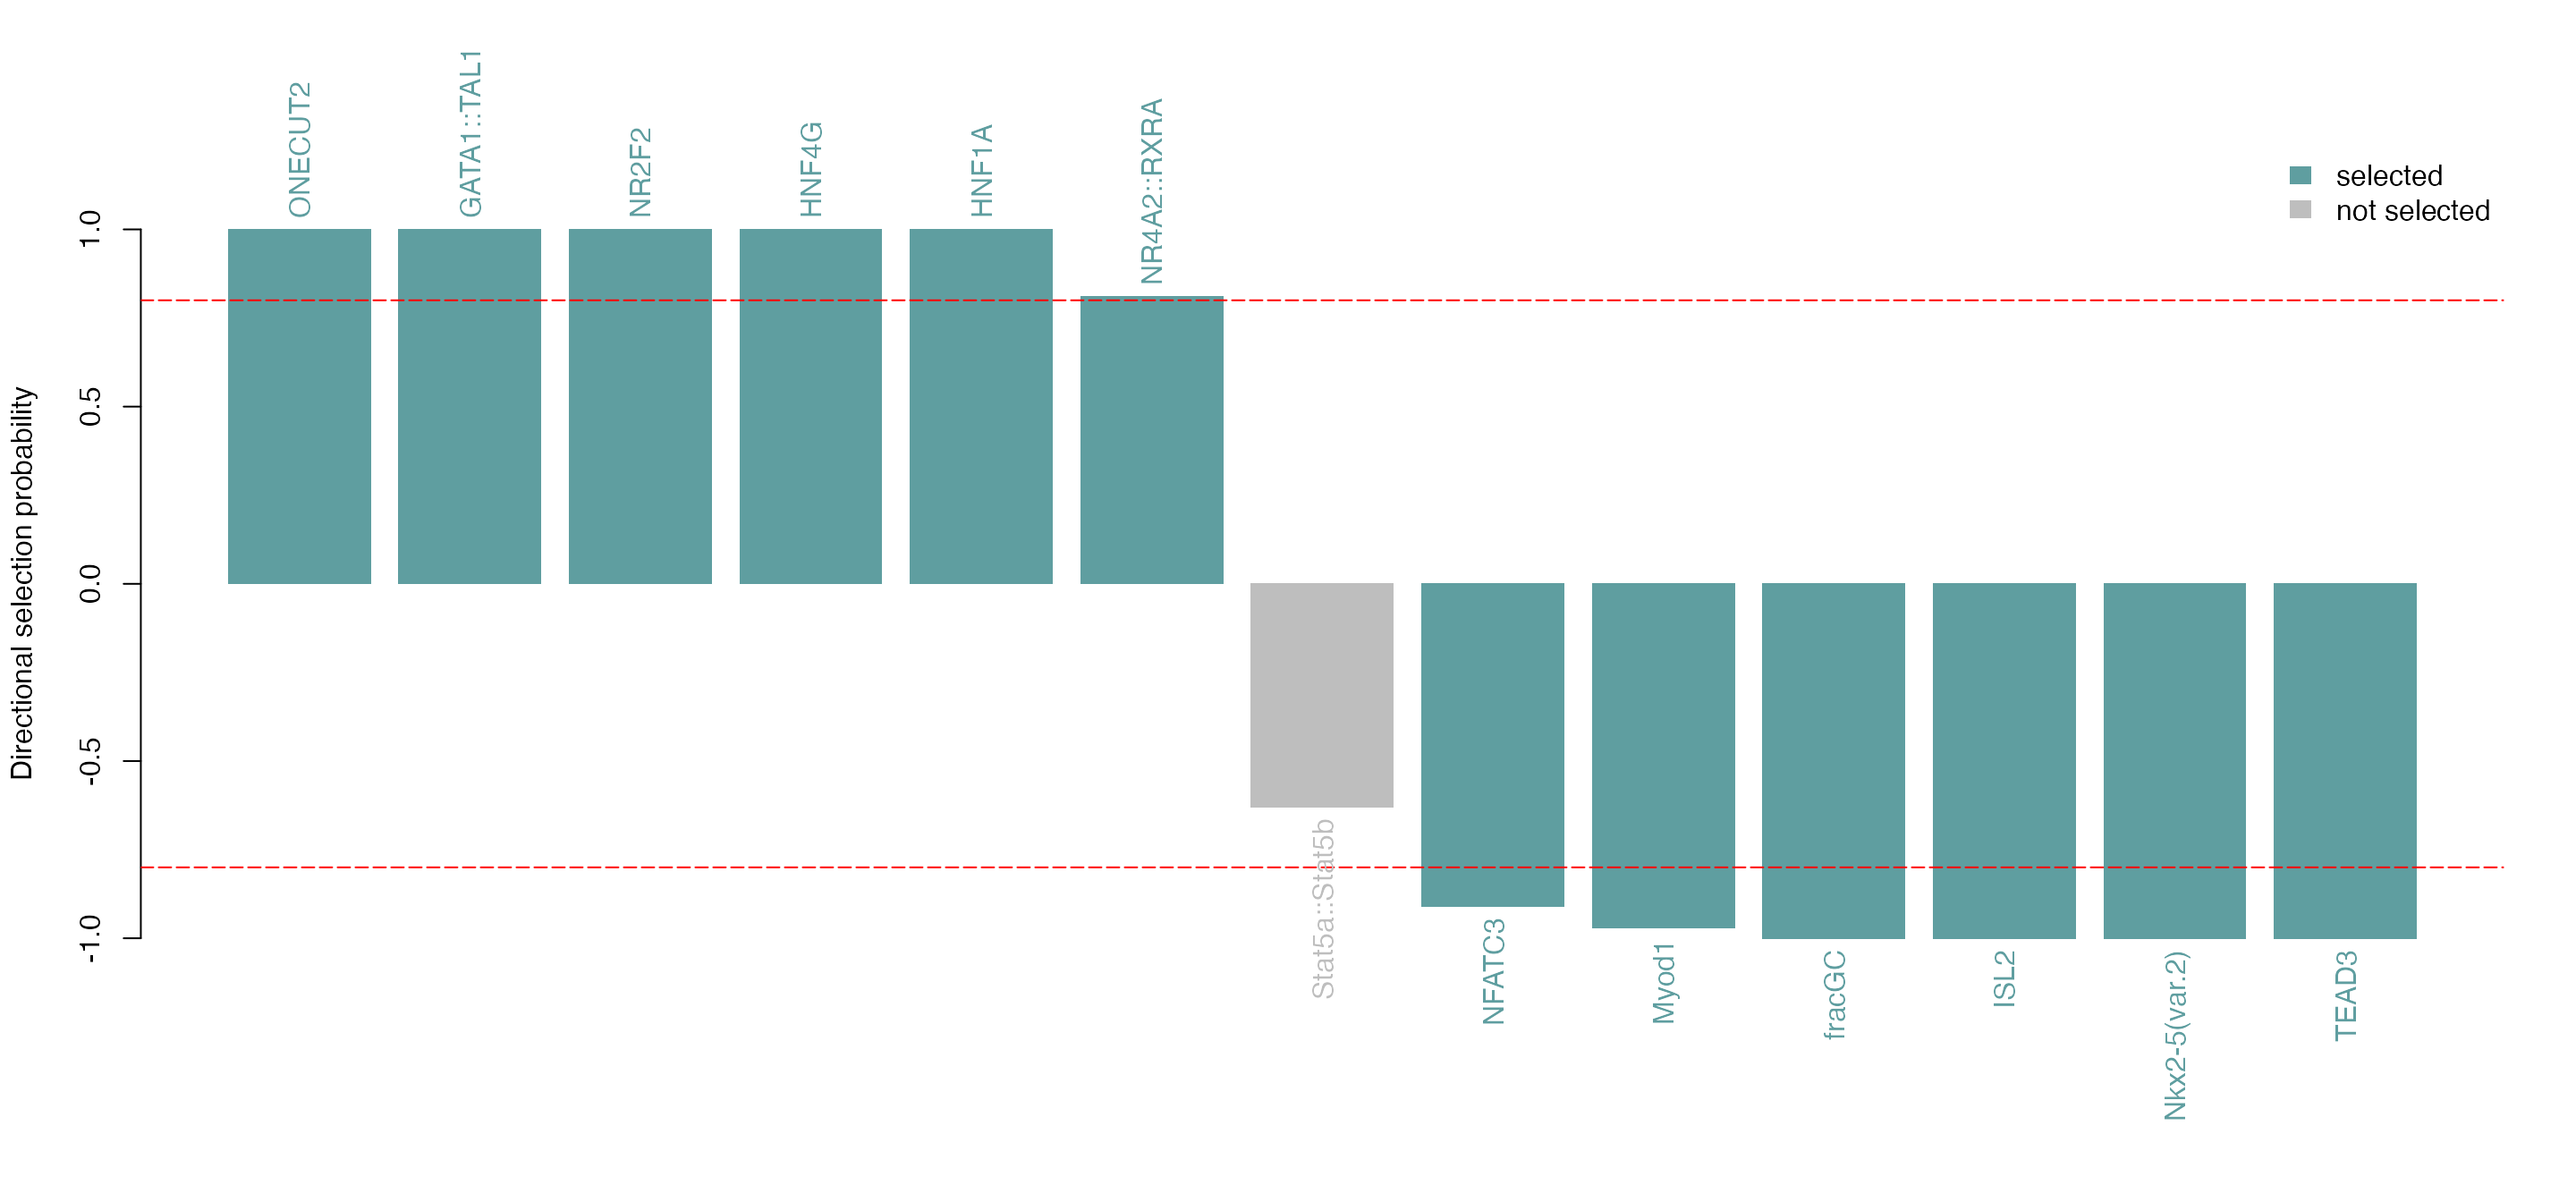 ONECUT2
GATA1::TAL1
NR2F2
HNF4G
HNF1A
NR4A2::RXRA
selected
not selected
Directional selection probability
1.0
0.5
0.0
-0.5
-1.0
Stat5a::Stat5b
NFATC3
Myod1
fracGC
ISL2
Nkx2-5(var.2)
TEAD3